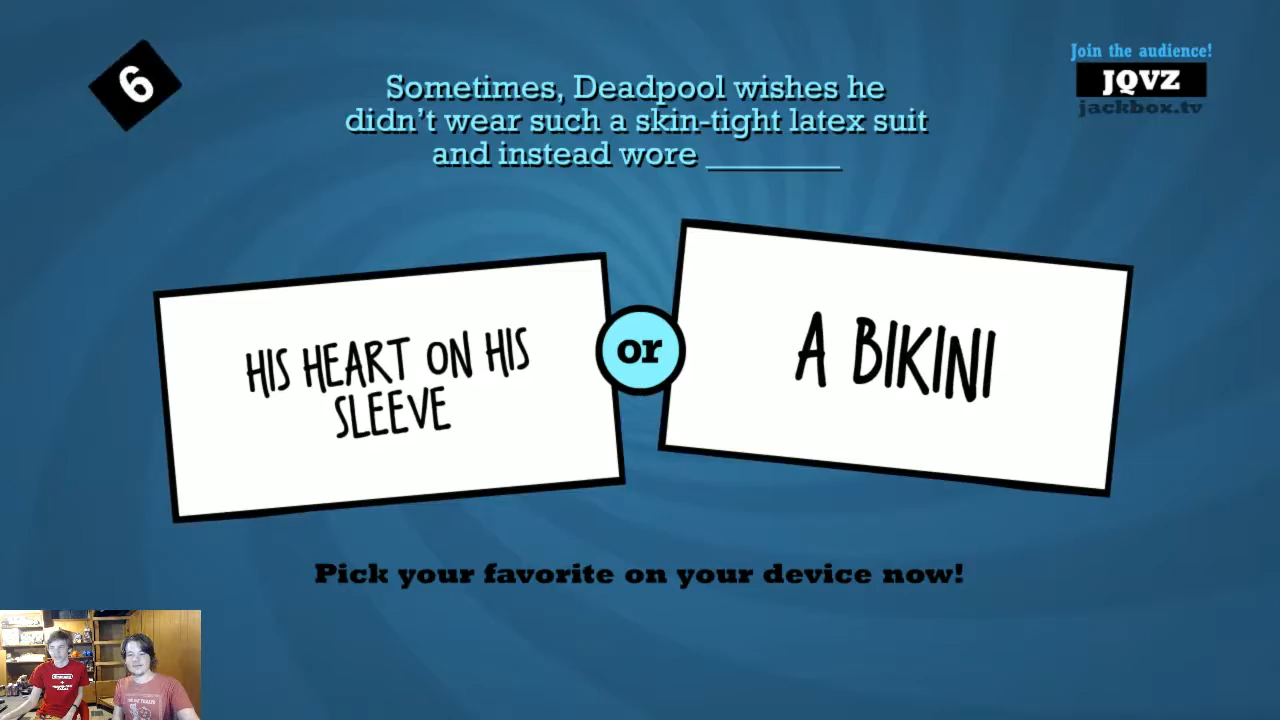 6
Sometimes, Deadpool wishes he
didn't wear such a skin-tight latex suit
and instead wore ________
Join the audience!
JQVZ
jackbox.tv
HIS HEART ON HIS
SLEEVE
or
A BIKINI
Pick your favorite on your device now!